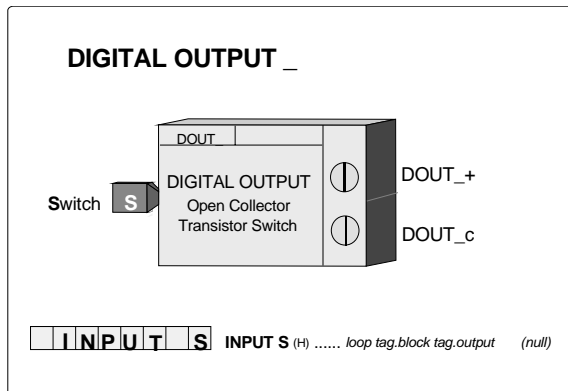 DIGITAL OUTPUT _
DOUT_
DIGITAL OUTPUT
Open Collector
Transistor Switch
DOUT_+
DOUT_c
Switch
S
INPUT S
INPUT S (H) ...... loop tag.block tag.output (null)